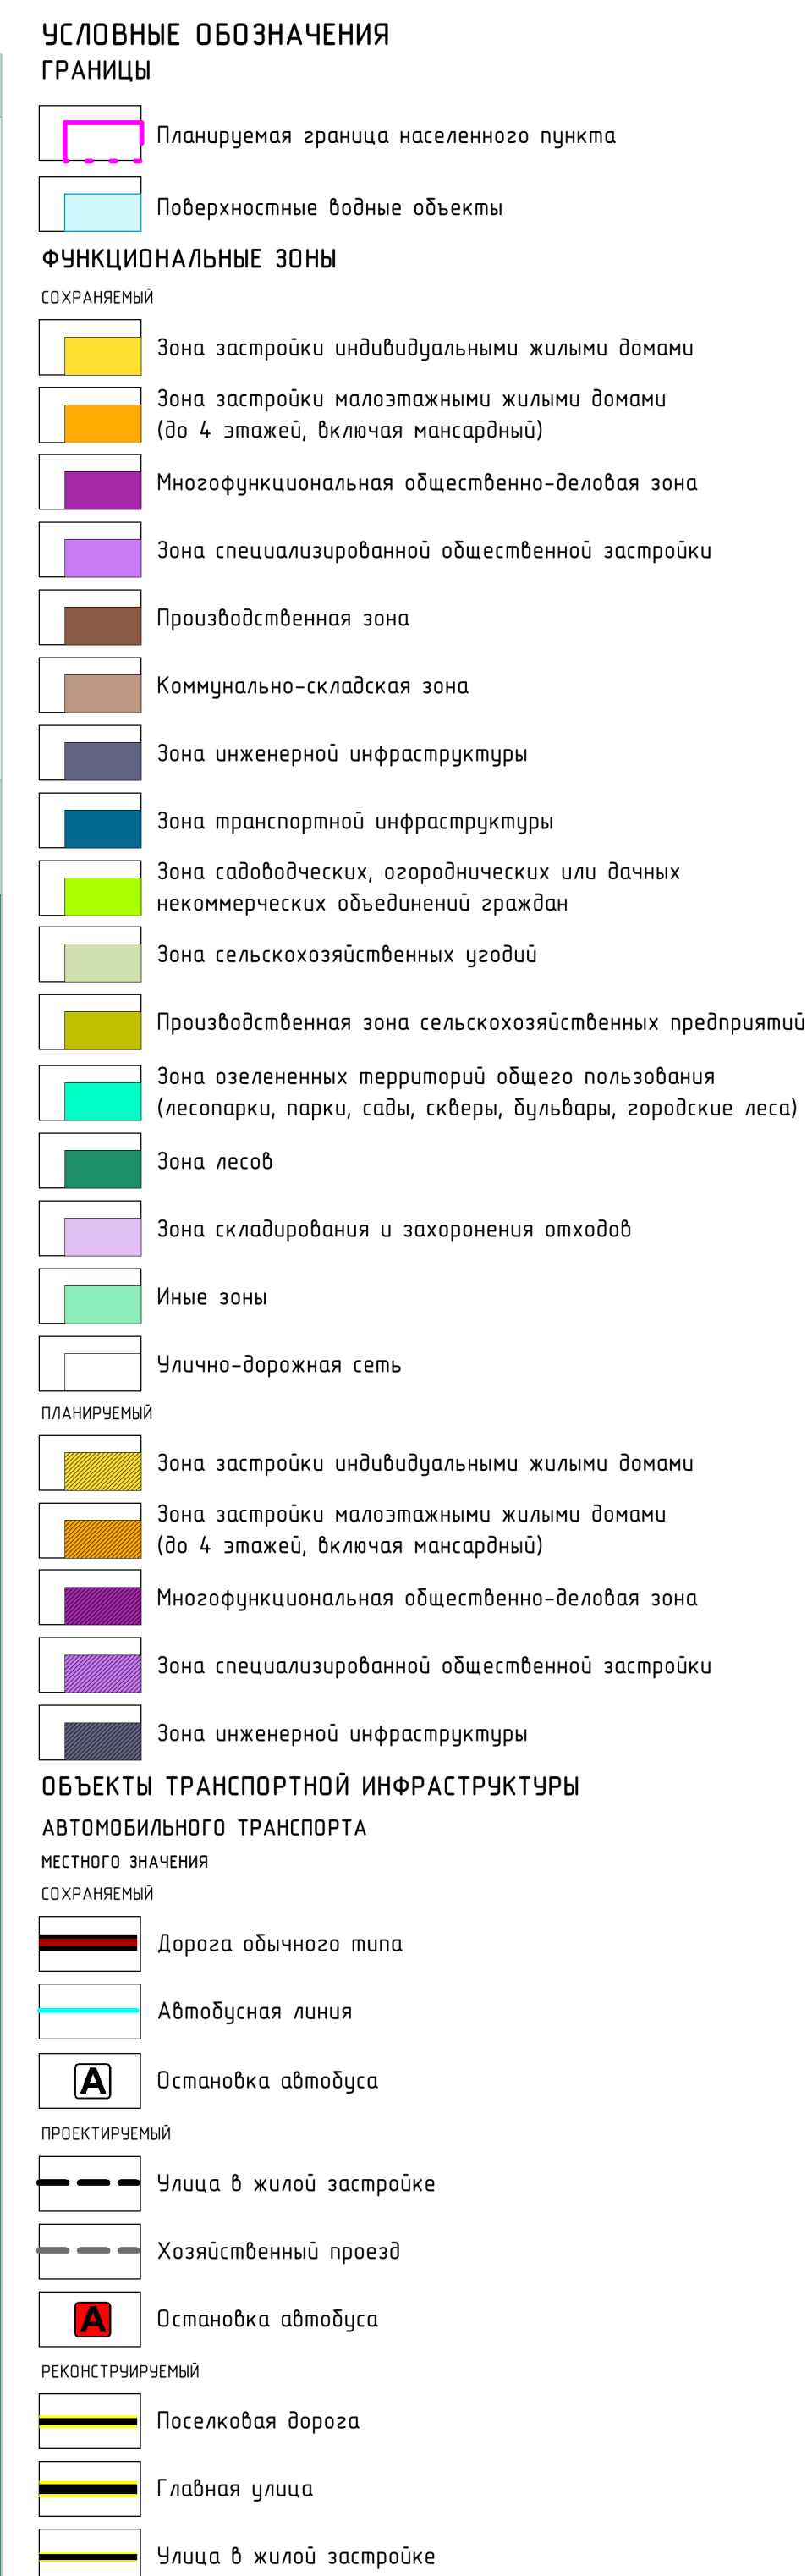 УСЛОВНЫЕ ОБОЗНАЧЕНИЯ
ГРАНИЦЫ
Планируемая граница населенного пункта
Поверхностные водные объекты
ФУНКЦИОНАЛЬНЫЕ ЗОНЫ
СОХРАНЯЕМЫЙ
Зона застройки индивидуальными жилыми домами
Зона застройки малоэтажными жилыми домами
(до 4 этажей, включая мансардный)
Многофункциональная общественно-деловая зона
Зона специализированной общественной застройки
Производственная зона
Коммунально-складская зона
Зона инженерной инфраструктуры
Зона транспортной инфраструктуры
Зона садоводческих, огороднических или дачных
некоммерческих объединений граждан
Зона сельскохозяйственных угодий
Производственная зона сельскохозяйственных предприятий
Зона озелененных территорий общего пользования
(лесопарки, парки, сады, скверы, бульвары, городские леса)
Зона лесов
Зона складирования и захоронения отходов
Иные зоны
Улично-дорожная сеть
ПЛАНИРУЕМЫЙ
Зона застройки индивидуальными жилыми домами
Зона застройки малоэтажными жилыми домами
(до 4 этажей, включая мансардный)
Многофункциональная общественно-деловая зона
Зона специализированной общественной застройки
Зона инженерной инфраструктуры
ОБЪЕКТЫ ТРАНСПОРТНОЙ ИНФРАСТРУКТУРЫ
АВТОМОБИЛЬНОГО ТРАНСПОРТА
МЕСТНОГО ЗНАЧЕНИЯ
СОХРАНЯЕМЫЙ
Дорога обычного типа
Автобусная линия
А Остановка автобуса
ПРОЕКТИРУЕМЫЙ
Улица в жилой застройке
Хозяйственный проезд
А Остановка автобуса
РЕКОНСТРУИРУЕМЫЙ
Поселковая дорога
Главная улица
Улица в жилой застройке